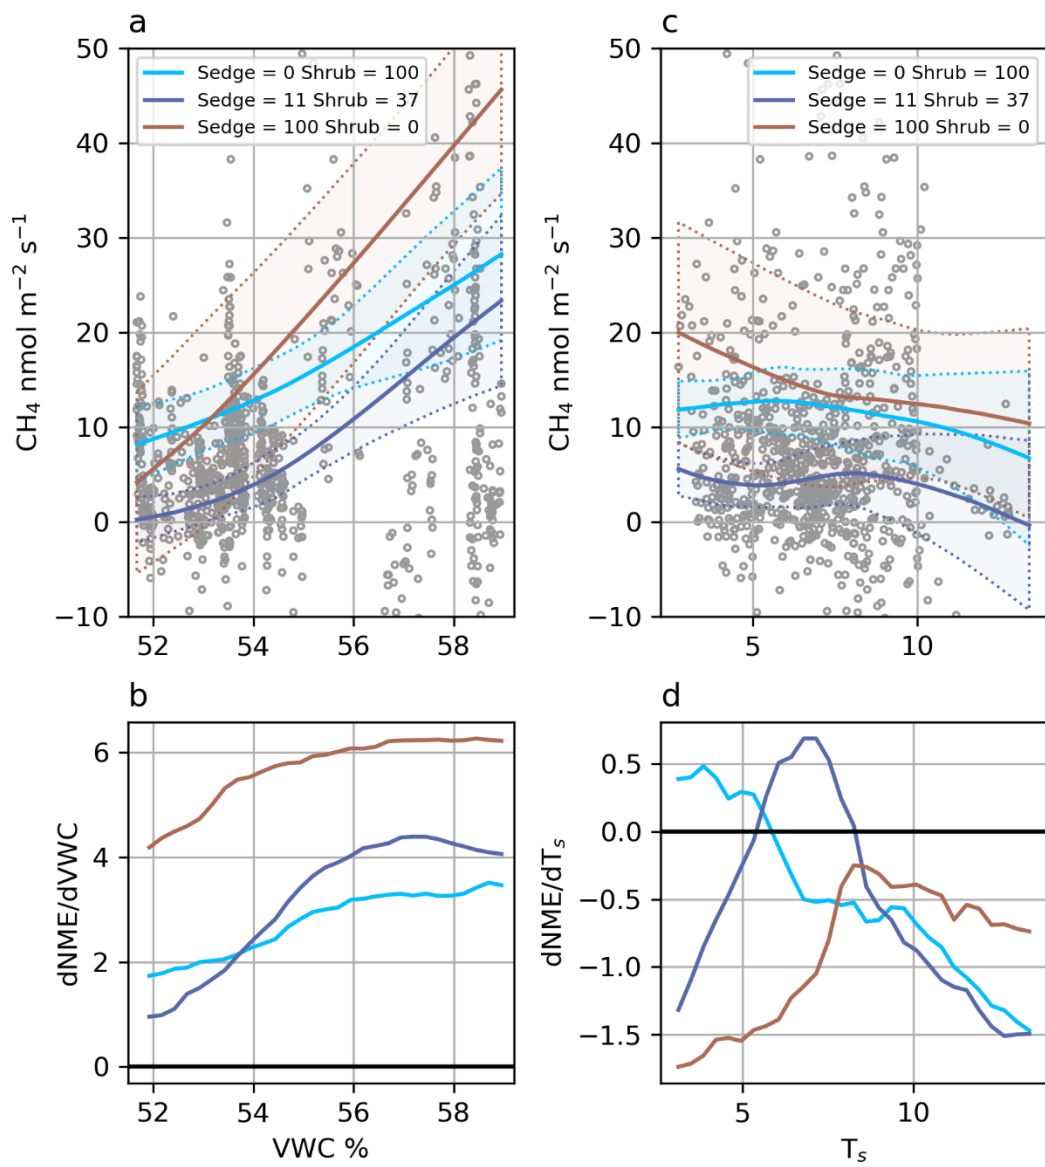 a
50
40
30
20
10
0
−10
CH₄ nmol m⁻² s⁻¹
Sedge = 0 Shrub = 100
Sedge = 11 Shrub = 37
Sedge = 100 Shrub = 0
52 54 56 58
c
50
40
30
20
10
0
−10
CH₄ nmol m⁻² s⁻¹
Sedge = 0 Shrub = 100
Sedge = 11 Shrub = 37
Sedge = 100 Shrub = 0
5 10
b
6
4
2
0
dNME/dVWC
52 54 56 58
VWC %
d
0.5
0.0
−0.5
−1.0
−1.5
dNME/dTₛ
5 10
Tₛ